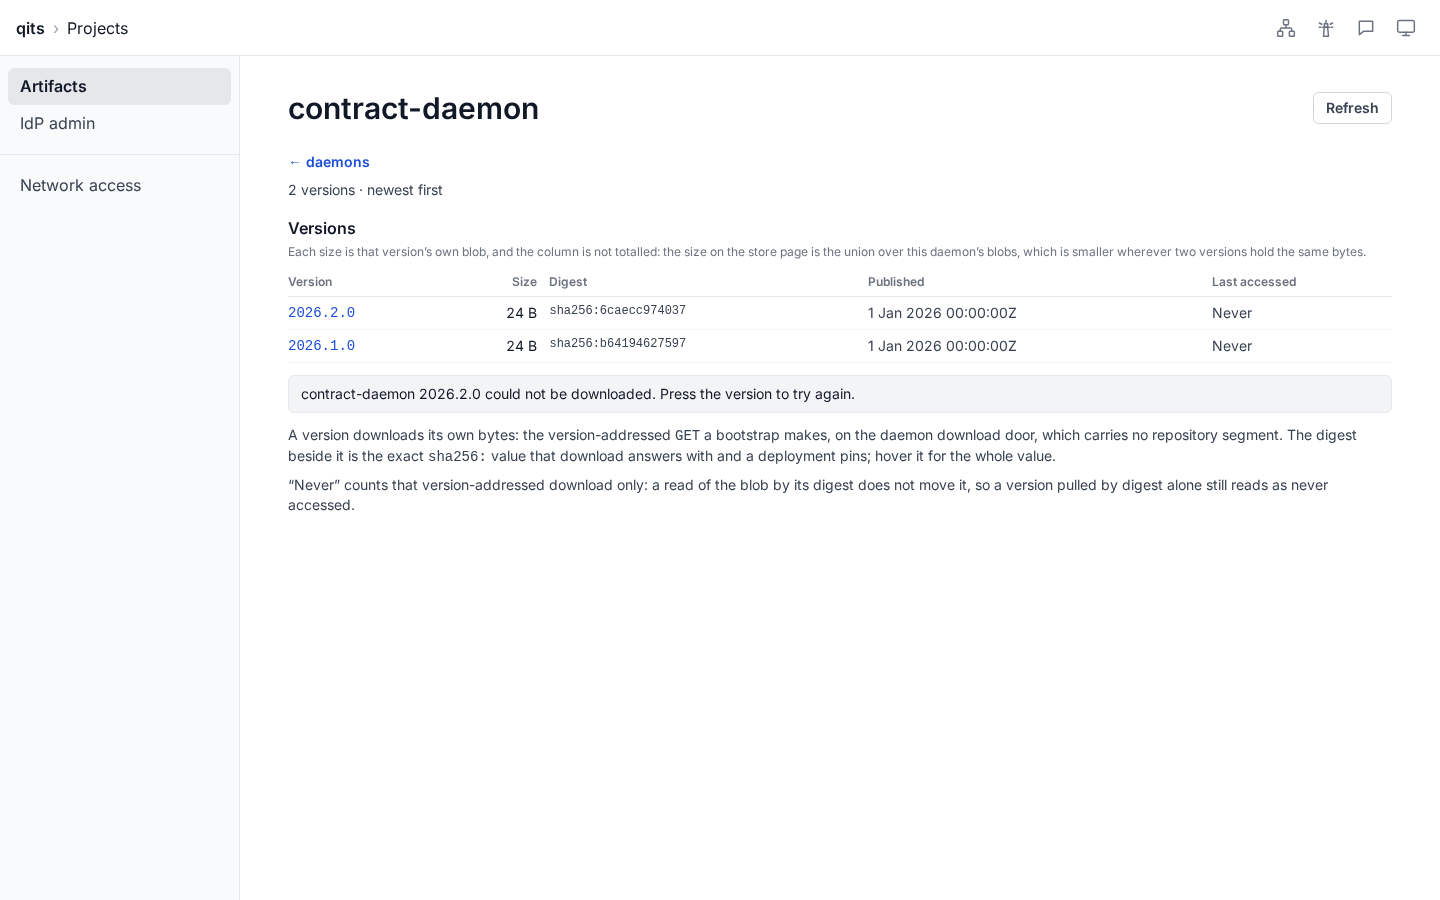 qits › Projects
Artifacts
IdP admin
Network access
contract-daemon
Refresh
← daemons
2 versions · newest first
Versions
Each size is that version’s own blob, and the column is not totalled: the size on the store page is the union over this daemon’s blobs, which is smaller wherever two versions hold the same bytes.
Version Size Digest Published Last accessed
2026.2.0 24 B sha256:6caecc974037 1 Jan 2026 00:00:00Z Never
2026.1.0 24 B sha256:b64194627597 1 Jan 2026 00:00:00Z Never
contract-daemon 2026.2.0 could not be downloaded. Press the version to try again.
A version downloads its own bytes: the version-addressed GET a bootstrap makes, on the daemon download door, which carries no repository segment. The digest
beside it is the exact sha256: value that download answers with and a deployment pins; hover it for the whole value.
“Never” counts that version-addressed download only: a read of the blob by its digest does not move it, so a version pulled by digest alone still reads as never
accessed.